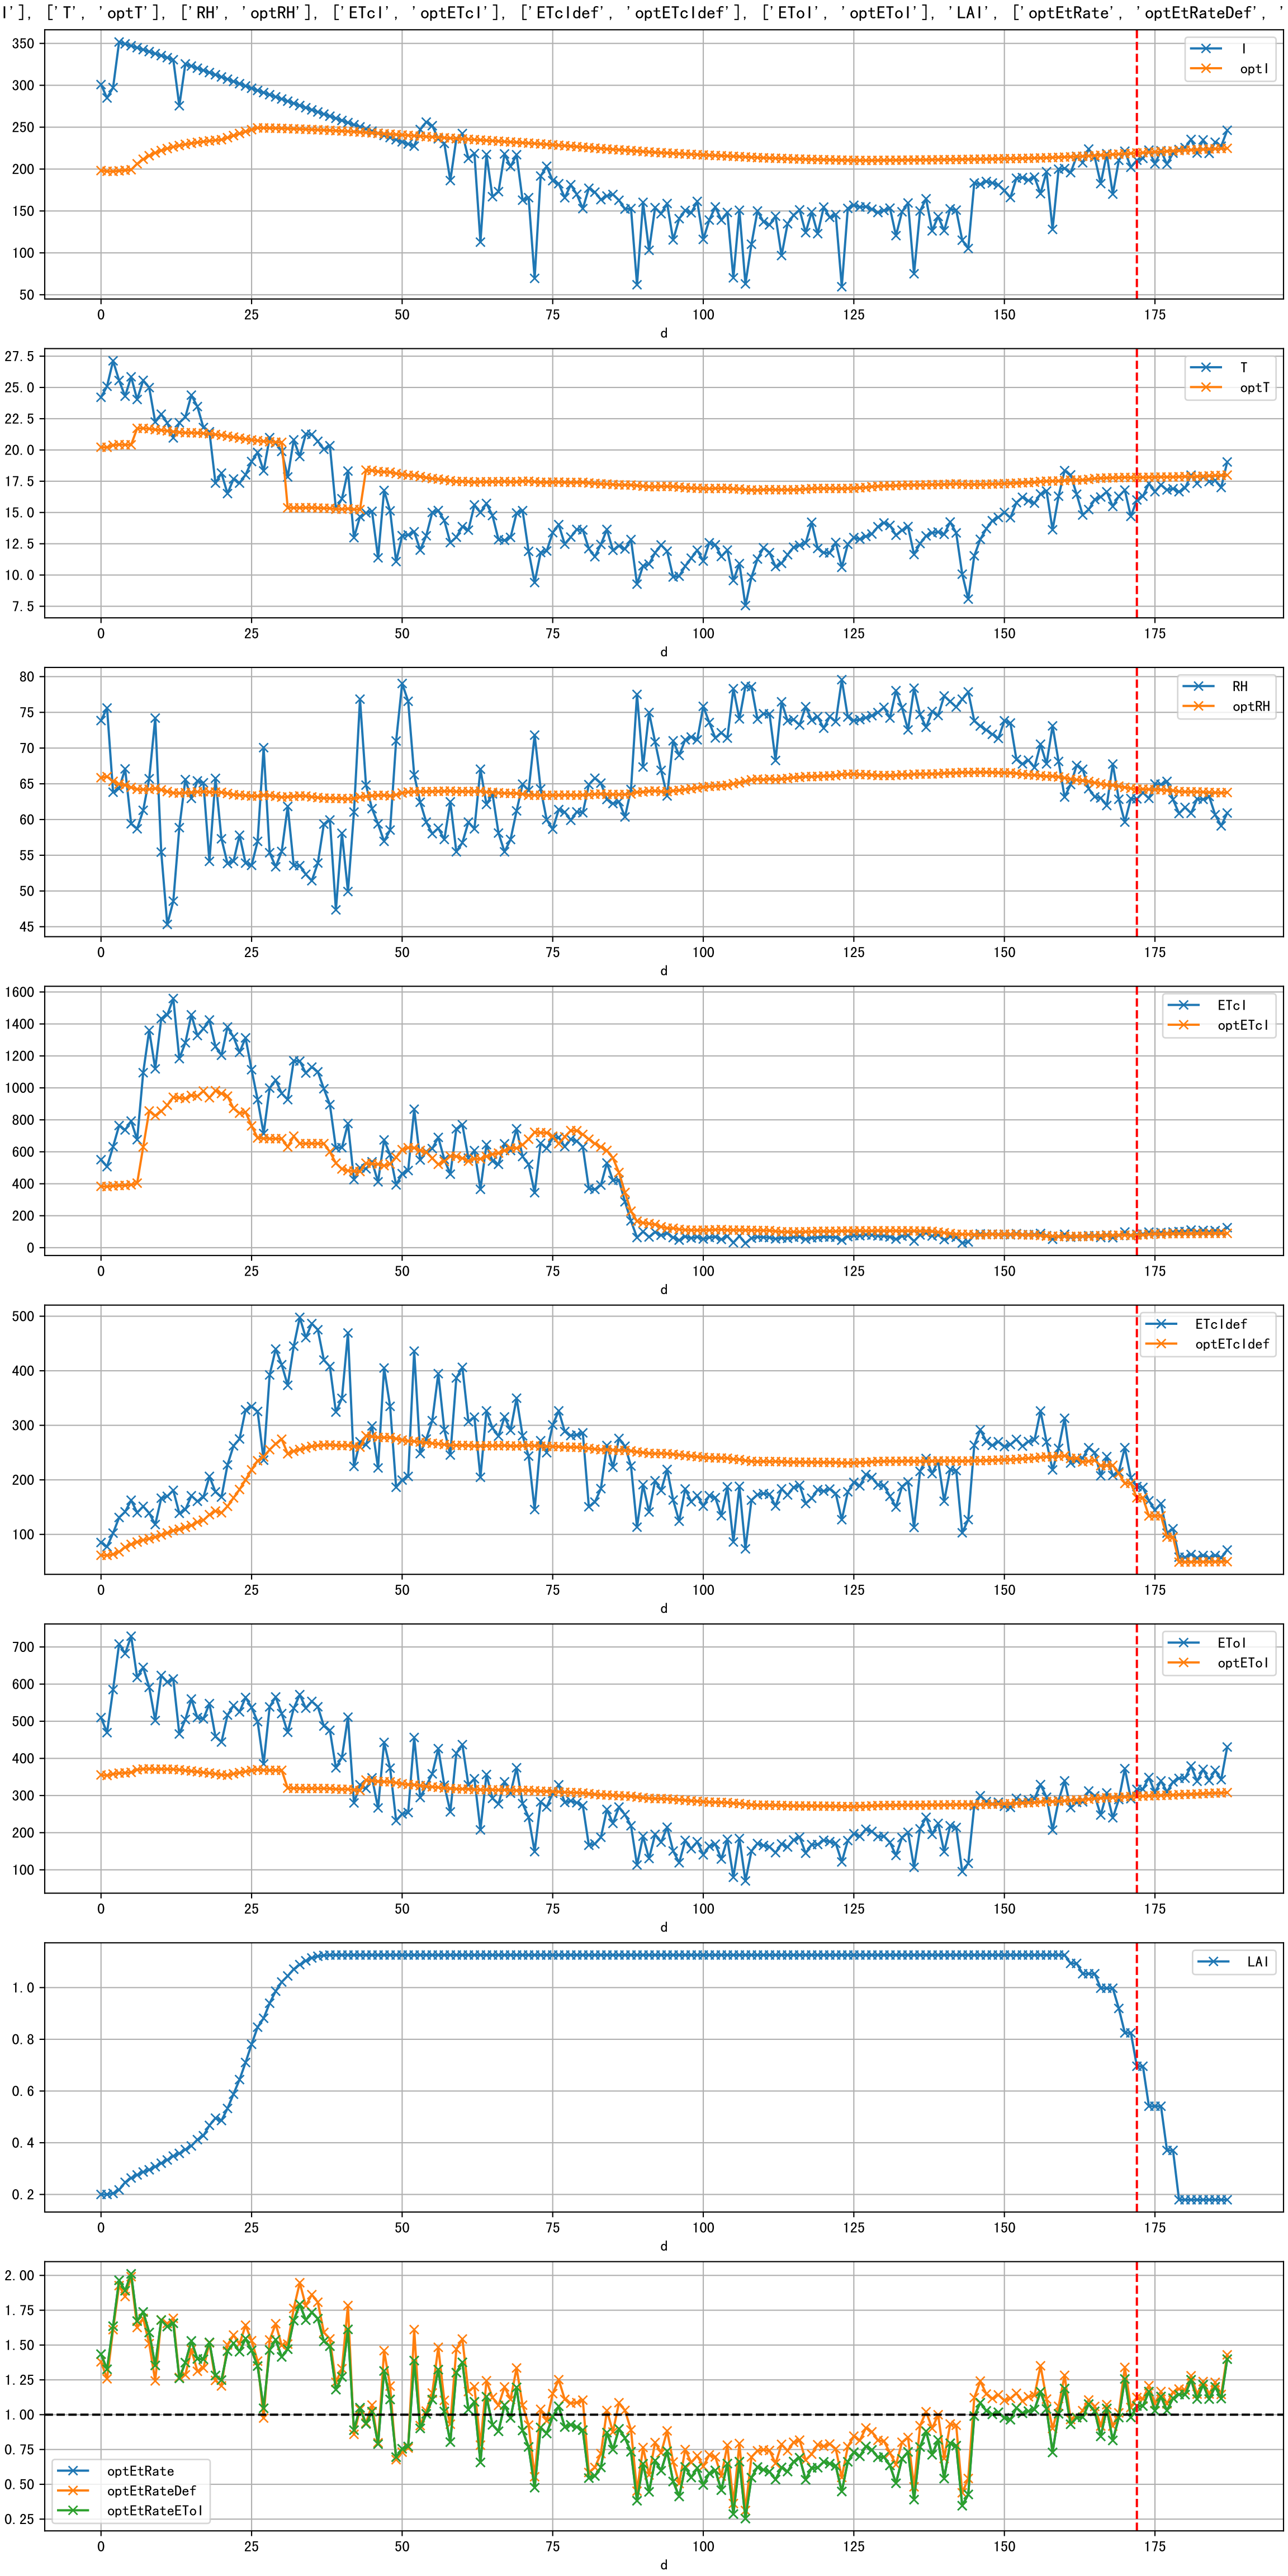 I'], ['T', 'optT'], ['RH', 'optRH'], ['ETcI', 'optETcI'], ['ETcIdef', 'optETcIdef'], ['EToI', 'optEToI'], 'LAI', ['optEtRate', 'optEtRateDef', '
350
300
250
200
150
100
50
I
optI
0 25 50 75 100 125 150 175
d
27.5
25.0
22.5
20.0
17.5
15.0
12.5
10.0
7.5
T
optT
0 25 50 75 100 125 150 175
d
80
75
70
65
60
55
50
45
RH
optRH
0 25 50 75 100 125 150 175
d
1600
1400
1200
1000
800
600
400
200
0
ETcI
optETcI
0 25 50 75 100 125 150 175
d
500
400
300
200
100
ETcIdef
optETcIdef
0 25 50 75 100 125 150 175
d
700
600
500
400
300
200
100
EToI
optEToI
0 25 50 75 100 125 150 175
d
1.0
0.8
0.6
0.4
0.2
LAI
0 25 50 75 100 125 150 175
d
2.00
1.75
1.50
1.25
1.00
0.75
0.50
0.25
optEtRate
optEtRateDef
optEtRateEToI
0 25 50 75 100 125 150 175
d